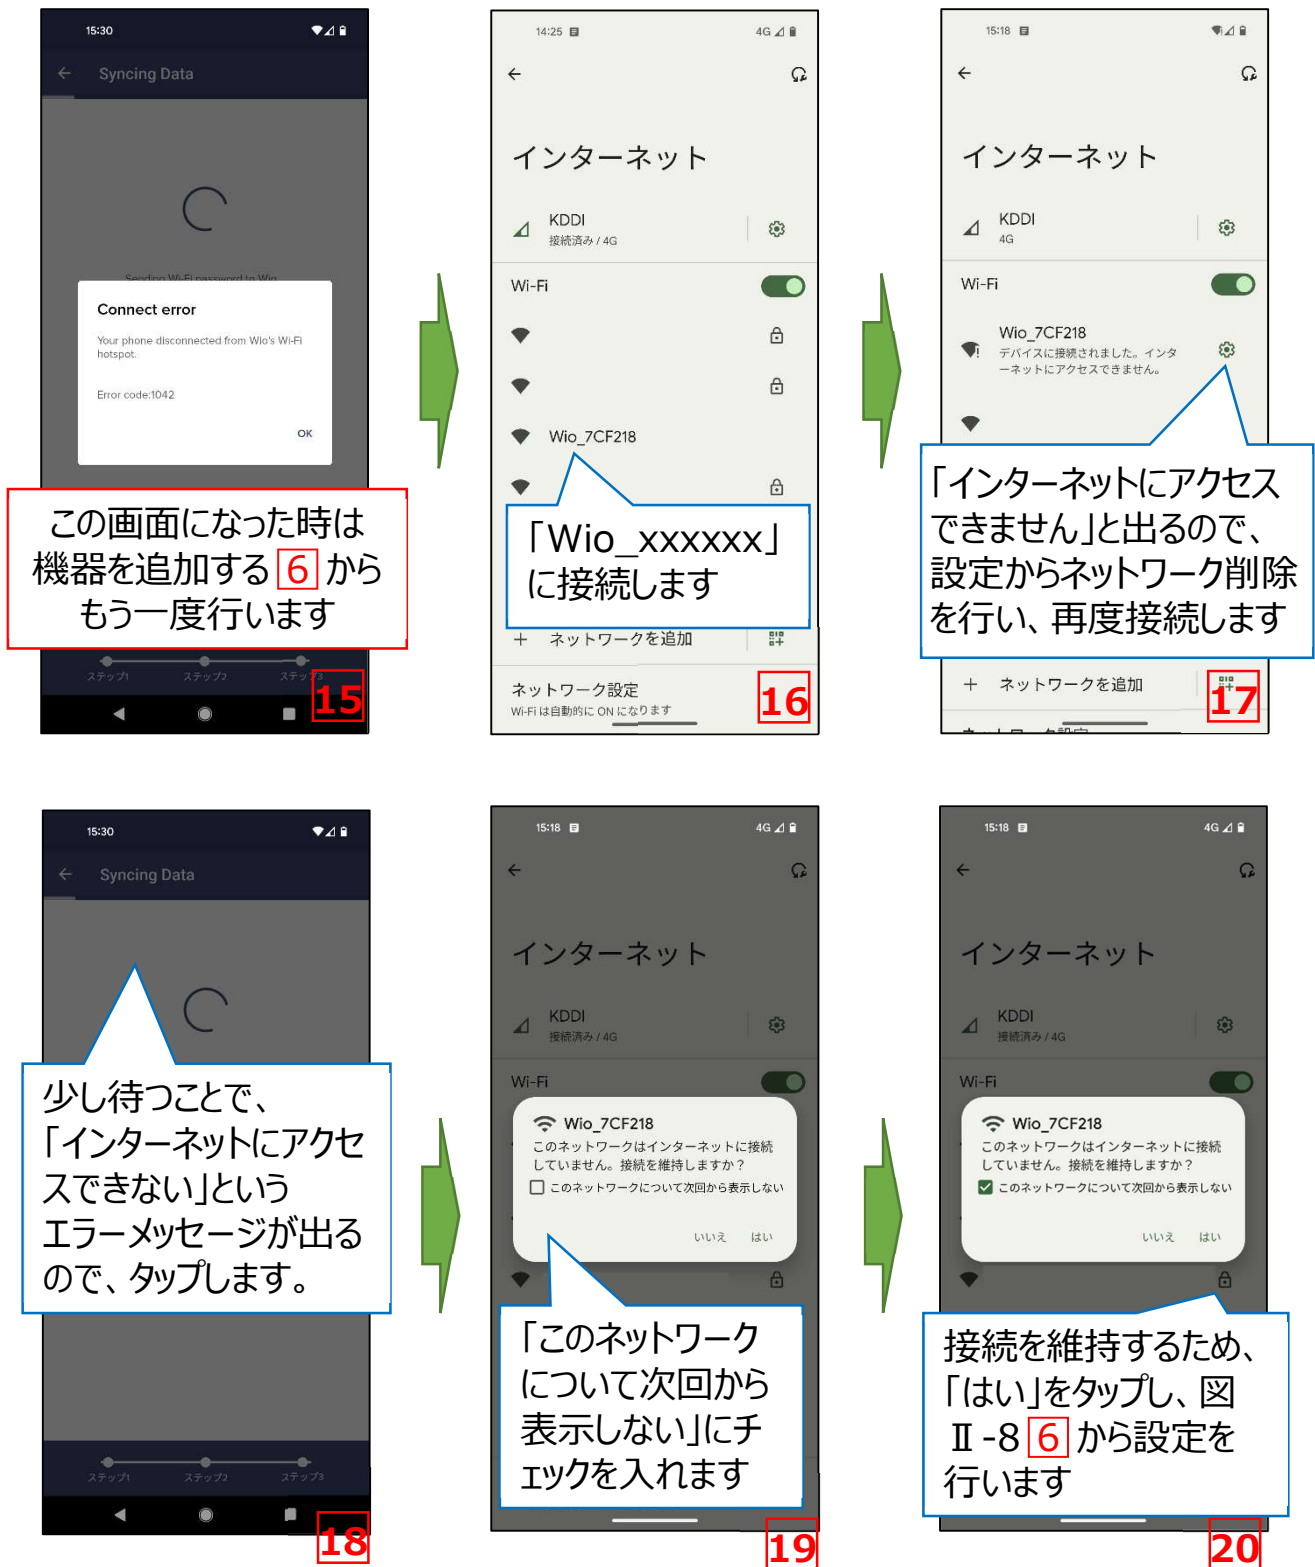 15:30
Syncing Data
Sending Wi-Fi password to Wio
Connect error
Your phone disconnected from Wio's Wi-Fi
hotspot.
Error code:1042
OK
この画面になった時は
機器を追加する 6 から
もう一度行います
ステップ1 ステップ2 ステップ3
15
14:25 4G
インターネット
KDDI
接続済み / 4G
Wi-Fi
Wio_7CF218
「Wio_xxxxxx」
に接続します
+ ネットワークを追加
ネットワーク設定
Wi-Fi は自動的に ON になります
16
15:18
インターネット
KDDI
4G
Wi-Fi
Wio_7CF218
デバイスに接続されました。インタ
ーネットにアクセスできません。
「インターネットにアクセス
できません」と出るので、
設定からネットワーク削除
を行い、再度接続します
+ ネットワークを追加
ネットワーク設定
17
15:30
Syncing Data
少し待つことで、
「インターネットにアクセ
スできない」という
エラーメッセージが出る
ので、タップします。
ステップ1 ステップ2 ステップ3
18
15:18 4G
インターネット
KDDI
接続済み / 4G
Wi-Fi
Wio_7CF218
このネットワークはインターネットに接続
していません。接続を維持しますか？
このネットワークについて次回から表示しない
いいえ はい
「このネットワーク
について次回から
表示しない」にチ
ェックを入れます
19
15:18 4G
インターネット
KDDI
接続済み / 4G
Wi-Fi
Wio_7CF218
このネットワークはインターネットに接続
していません。接続を維持しますか？
このネットワークについて次回から表示しない
いいえ はい
接続を維持するため、
「はい」をタップし、図
Ⅱ-8 6 から設定を
行います
20